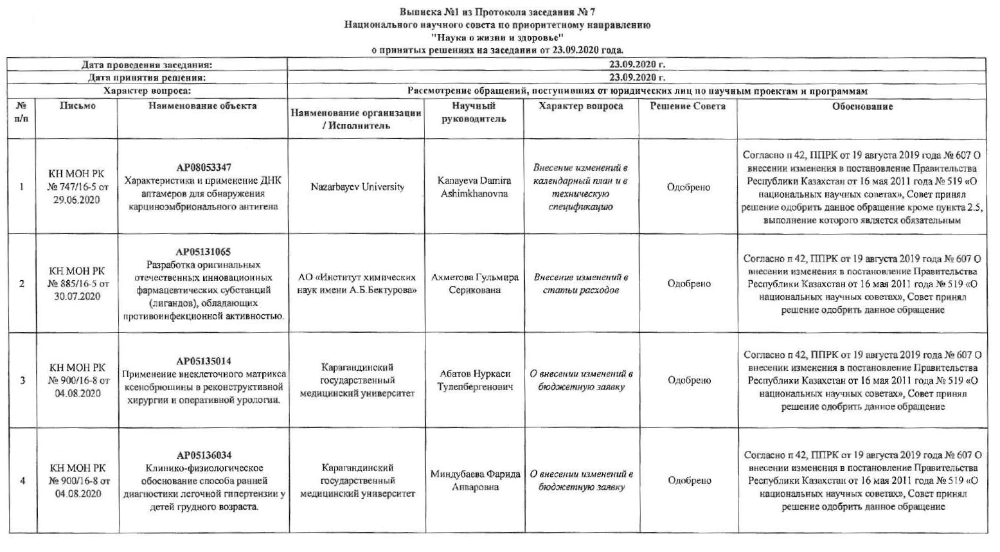 Выписка №1 из Протокола заседания № 7
Национального научного совета по приоритетному направлению
"Наука о жизни и здоровье"
о принятых решениях на заседании от 23.09.2020 года.
Дата проведения заседания: 23.09.2020 г.
Дата принятия решения: 23.09.2020 г.
Характер вопроса: Рассмотрение обращений, поступивших от юридических лиц по научным проектам и программам
№
п/п
Письмо
Наименование объекта
Наименование организации
/ Исполнитель
Научный
руководитель
Характер вопроса
Решение Совета
Обоснование
1
КН МОН РК
№ 747/16-5 от
29.06.2020
АР08053347
Характеристика и применение ДНК
аптамеров для обнаружения
карциноэмбрионального антигена
Nazarbayev University
Kanayeva Damira
Ashimkhanovna
Внесение изменений в
календарный план и в
техническую
спецификацию
Одобрено
Согласно п 42, ППРК от 19 августа 2019 года № 607 О
внесении изменения в постановление Правительства
Республики Казахстан от 16 мая 2011 года № 519 «О
национальных научных советах», Совет принял
решение одобрить данное обращение кроме пункта 2.5,
выполнение которого является обязательным
2
КН МОН РК
№ 885/16-5 от
30.07.2020
АР05131065
Разработка оригинальных
отечественных инновационных
фармацевтических субстанций
(лигандов), обладающих
противоинфекционной активностью.
АО «Институт химических
наук имени А.Б.Бектурова»
Ахметова Гульмира
Сериковна
Внесение изменений в
статьи расходов
Одобрено
Согласно п 42, ППРК от 19 августа 2019 года № 607 О
внесении изменения в постановление Правительства
Республики Казахстан от 16 мая 2011 года № 519 «О
национальных научных советах», Совет принял
решение одобрить данное обращение
3
КН МОН РК
№ 900/16-8 от
04.08.2020
АР05135014
Применение внеклеточного матрикса
ксенобрюшины в реконструктивной
хирургии и оперативной урологии.
Карагандинский
государственный
медицинский университет
Абатов Нуркаси
Тулепбергенович
О внесении изменений в
бюджетную заявку
Одобрено
Согласно п 42, ППРК от 19 августа 2019 года № 607 О
внесении изменения в постановление Правительства
Республики Казахстан от 16 мая 2011 года № 519 «О
национальных научных советах», Совет принял
решение одобрить данное обращение
4
КН МОН РК
№ 900/16-8 от
04.08.2020
АР05136034
Клинико-физиологическое
обоснование способа ранней
диагностики легочной гипертензии у
детей грудного возраста.
Карагандинский
государственный
медицинский университет
Миндубаева Фарида
Анваровна
О внесении изменений в
бюджетную заявку
Одобрено
Согласно п 42, ППРК от 19 августа 2019 года № 607 О
внесении изменения в постановление Правительства
Республики Казахстан от 16 мая 2011 года № 519 «О
национальных научных советах», Совет принял
решение одобрить данное обращение